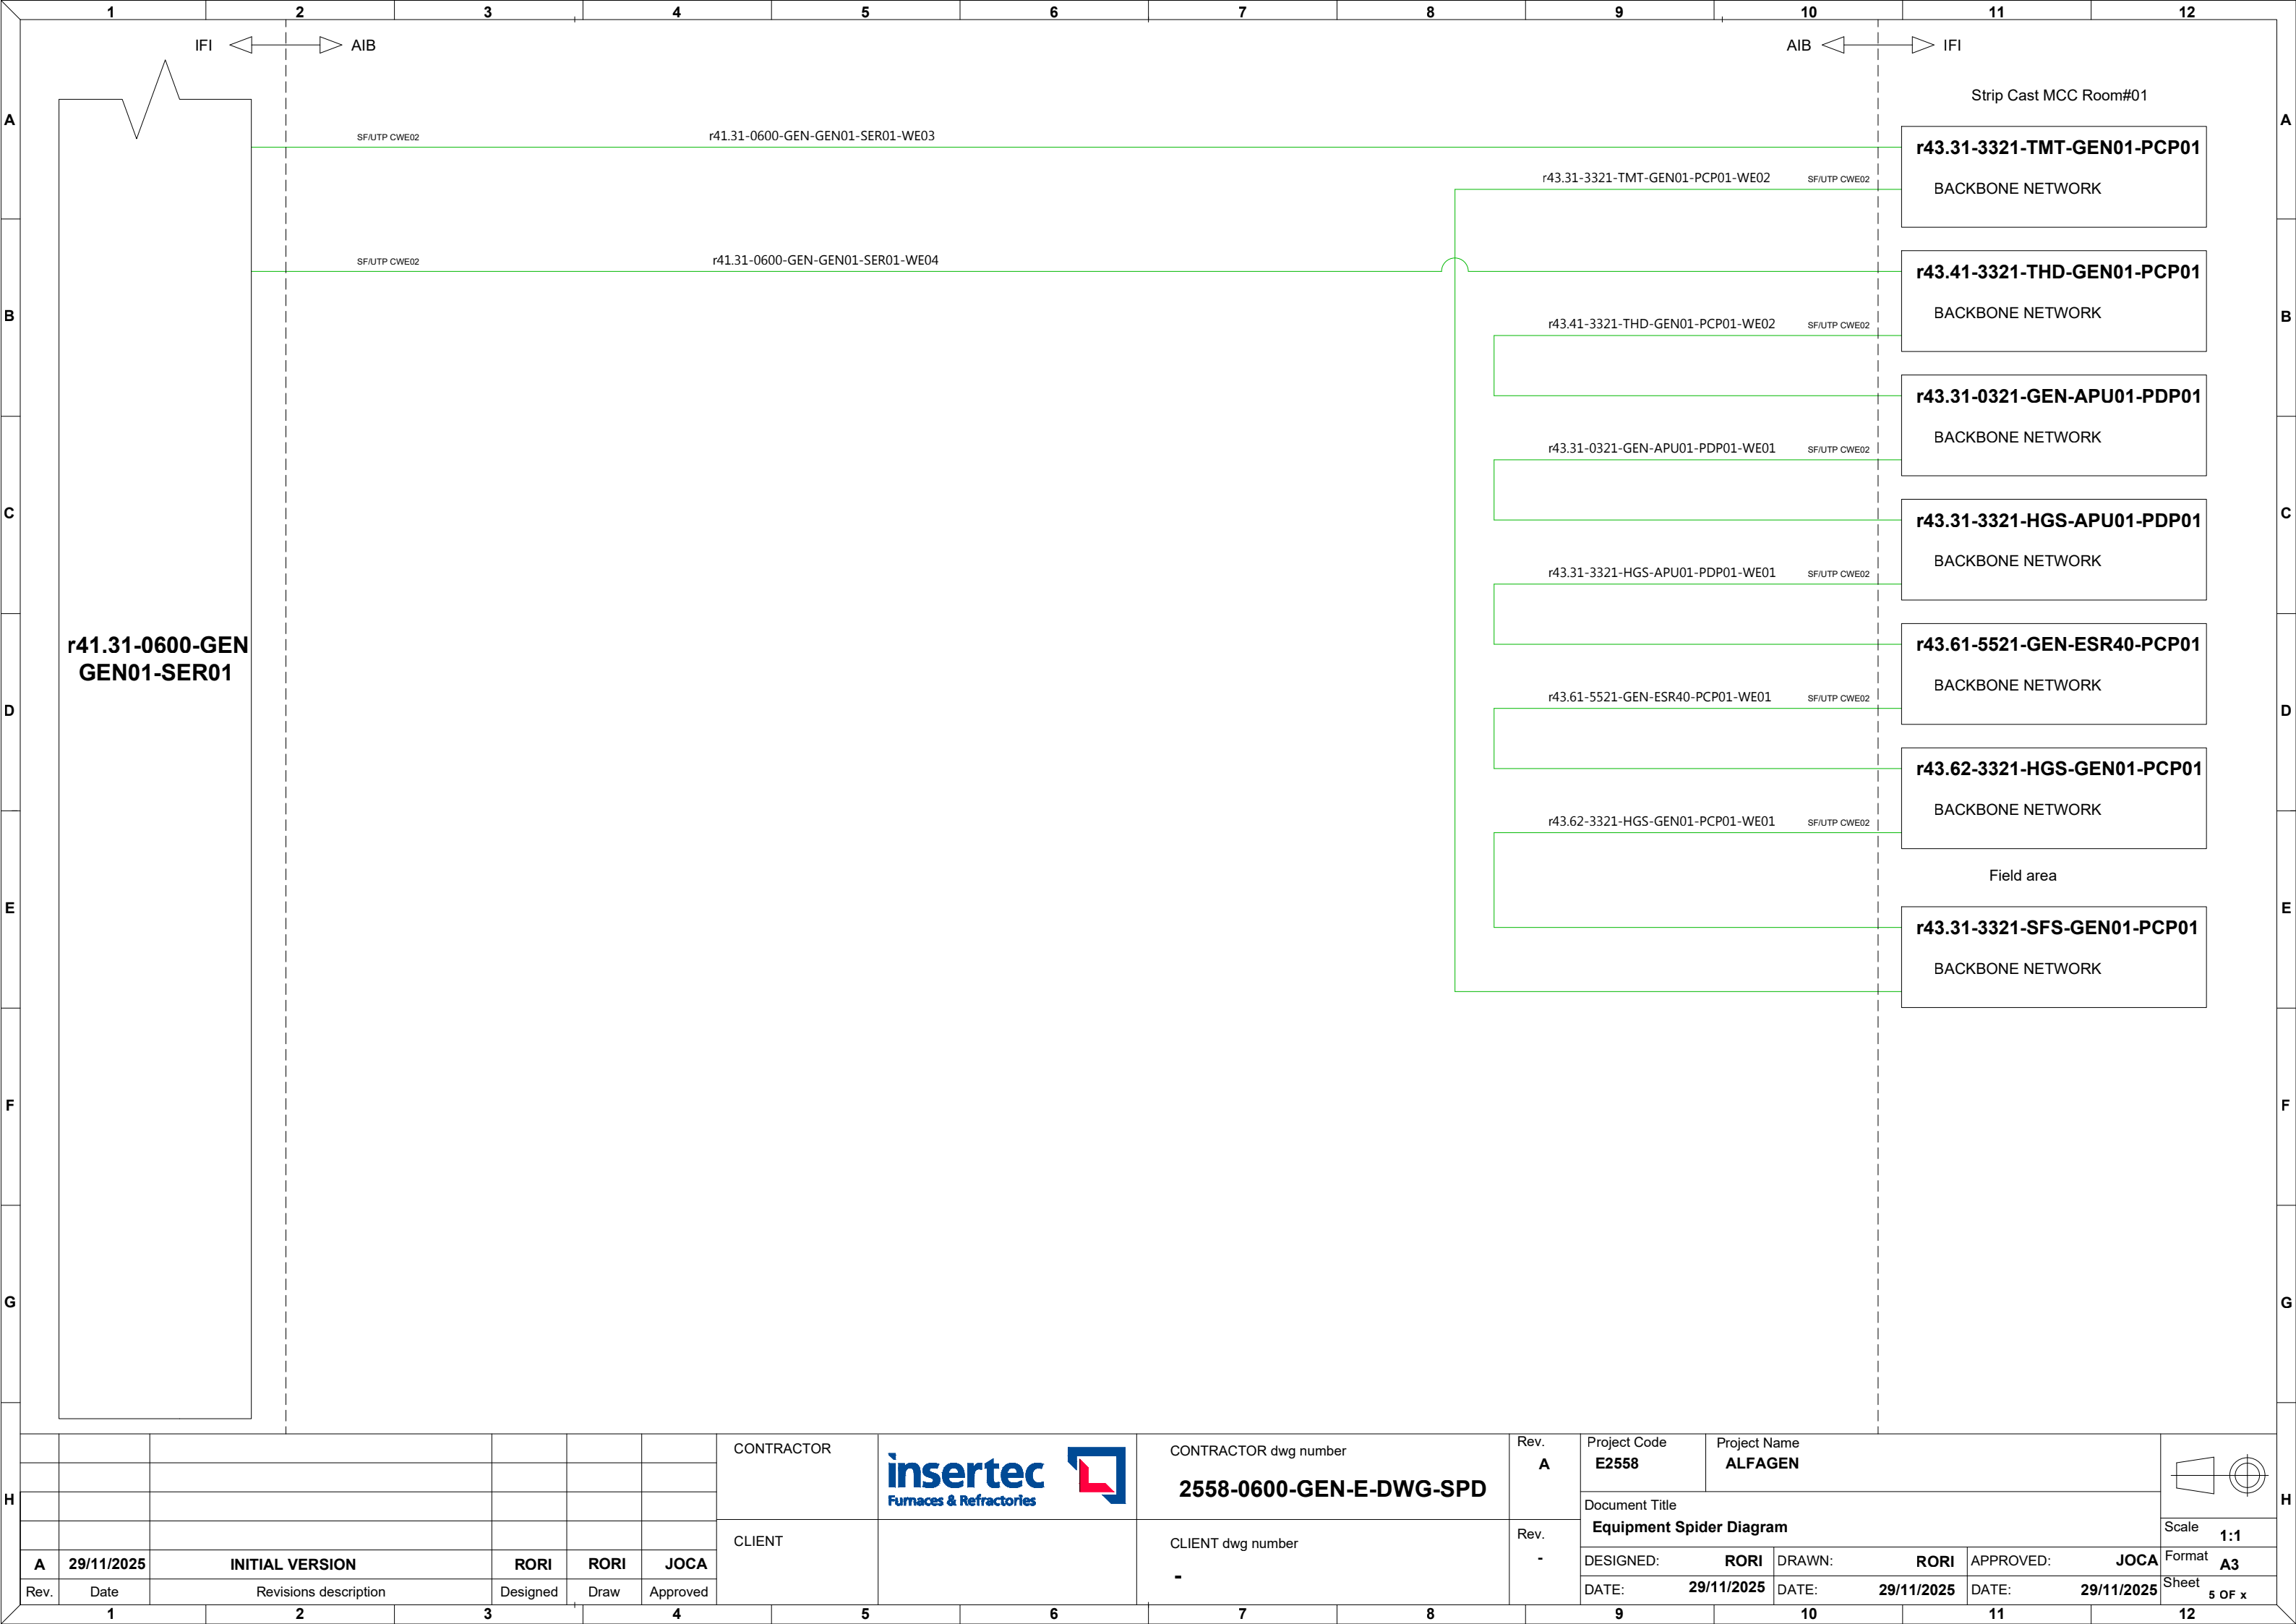 1 2 3 4 5 6 7 8 9 10 11 12
IFI AIB
AIB IFI
Strip Cast MCC Room#01
A A
SF/UTP CWE02 r41.31-0600-GEN-GEN01-SER01-WE03
r43.31-3321-TMT-GEN01-PCP01
r43.31-3321-TMT-GEN01-PCP01-WE02 SF/UTP CWE02
BACKBONE NETWORK
SF/UTP CWE02 r41.31-0600-GEN-GEN01-SER01-WE04
r43.41-3321-THD-GEN01-PCP01
BACKBONE NETWORK
B B
r43.41-3321-THD-GEN01-PCP01-WE02 SF/UTP CWE02
r43.31-0321-GEN-APU01-PDP01
BACKBONE NETWORK
r43.31-0321-GEN-APU01-PDP01-WE01 SF/UTP CWE02
C C
r43.31-3321-HGS-APU01-PDP01
BACKBONE NETWORK
r43.31-3321-HGS-APU01-PDP01-WE01 SF/UTP CWE02
r41.31-0600-GEN
GEN01-SER01
r43.61-5521-GEN-ESR40-PCP01
BACKBONE NETWORK
r43.61-5521-GEN-ESR40-PCP01-WE01 SF/UTP CWE02
D D
r43.62-3321-HGS-GEN01-PCP01
BACKBONE NETWORK
r43.62-3321-HGS-GEN01-PCP01-WE01 SF/UTP CWE02
Field area
E E
r43.31-3321-SFS-GEN01-PCP01
BACKBONE NETWORK
F F
G G
H H
A 29/11/2025 INITIAL VERSION RORI RORI JOCA
Rev. Date Revisions description Designed Draw Approved
CONTRACTOR
insertec
Furnaces & Refractories
CONTRACTOR dwg number
2558-0600-GEN-E-DWG-SPD
Rev.
A
CLIENT
CLIENT dwg number
-
Rev.
-
Project Code
E2558
Project Name
ALFAGEN
Document Title
Equipment Spider Diagram
DESIGNED: RORI DRAWN: RORI APPROVED: JOCA
DATE: 29/11/2025 DATE: 29/11/2025 DATE: 29/11/2025
Scale 1:1
Format A3
Sheet 5 OF x
1 2 3 4 5 6 7 8 9 10 11 12